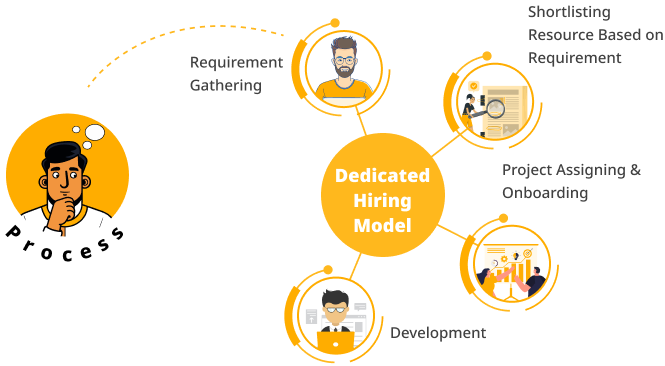 Shortlisting
Resource Based on
Requirement
Requirement
Gathering
Dedicated
Hiring
Model
Project Assigning &
Onboarding
Process
Development